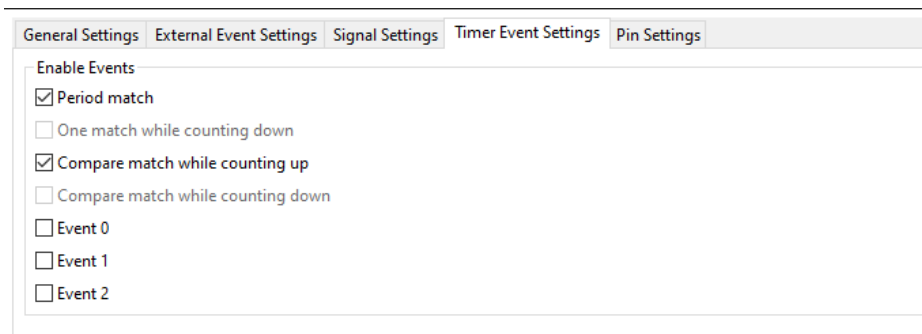 General Settings External Event Settings Signal Settings Timer Event Settings Pin Settings
Enable Events
Period match
One match while counting down
Compare match while counting up
Compare match while counting down
Event 0
Event 1
Event 2